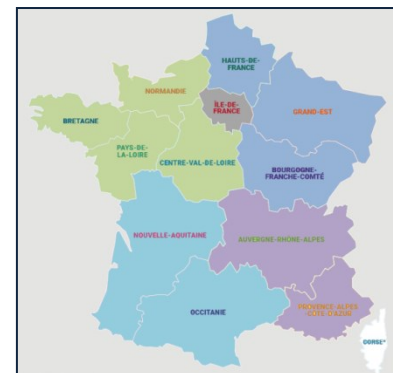 HAUTS-DE-
FRANCE
NORMANDIE
ÎLE-DE-
FRANCE
GRAND-EST
BRETAGNE
PAYS-DE-
LA-LOIRE
CENTRE-VAL-DE-LOIRE
BOURGOGNE-
FRANCHE-COMTÉ
NOUVELLE-AQUITAINE
AUVERGNE-RHÔNE-ALPES
OCCITANIE
PROVENCE-ALPES
-CÔTE-D'AZUR
CORSE*